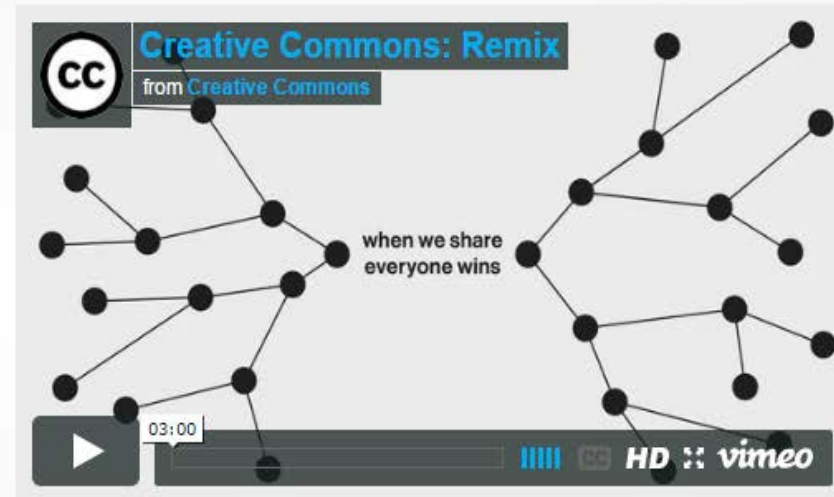 CC
Creative Commons: Remix
from Creative Commons
when we share
everyone wins
03:00
CC HD vimeo